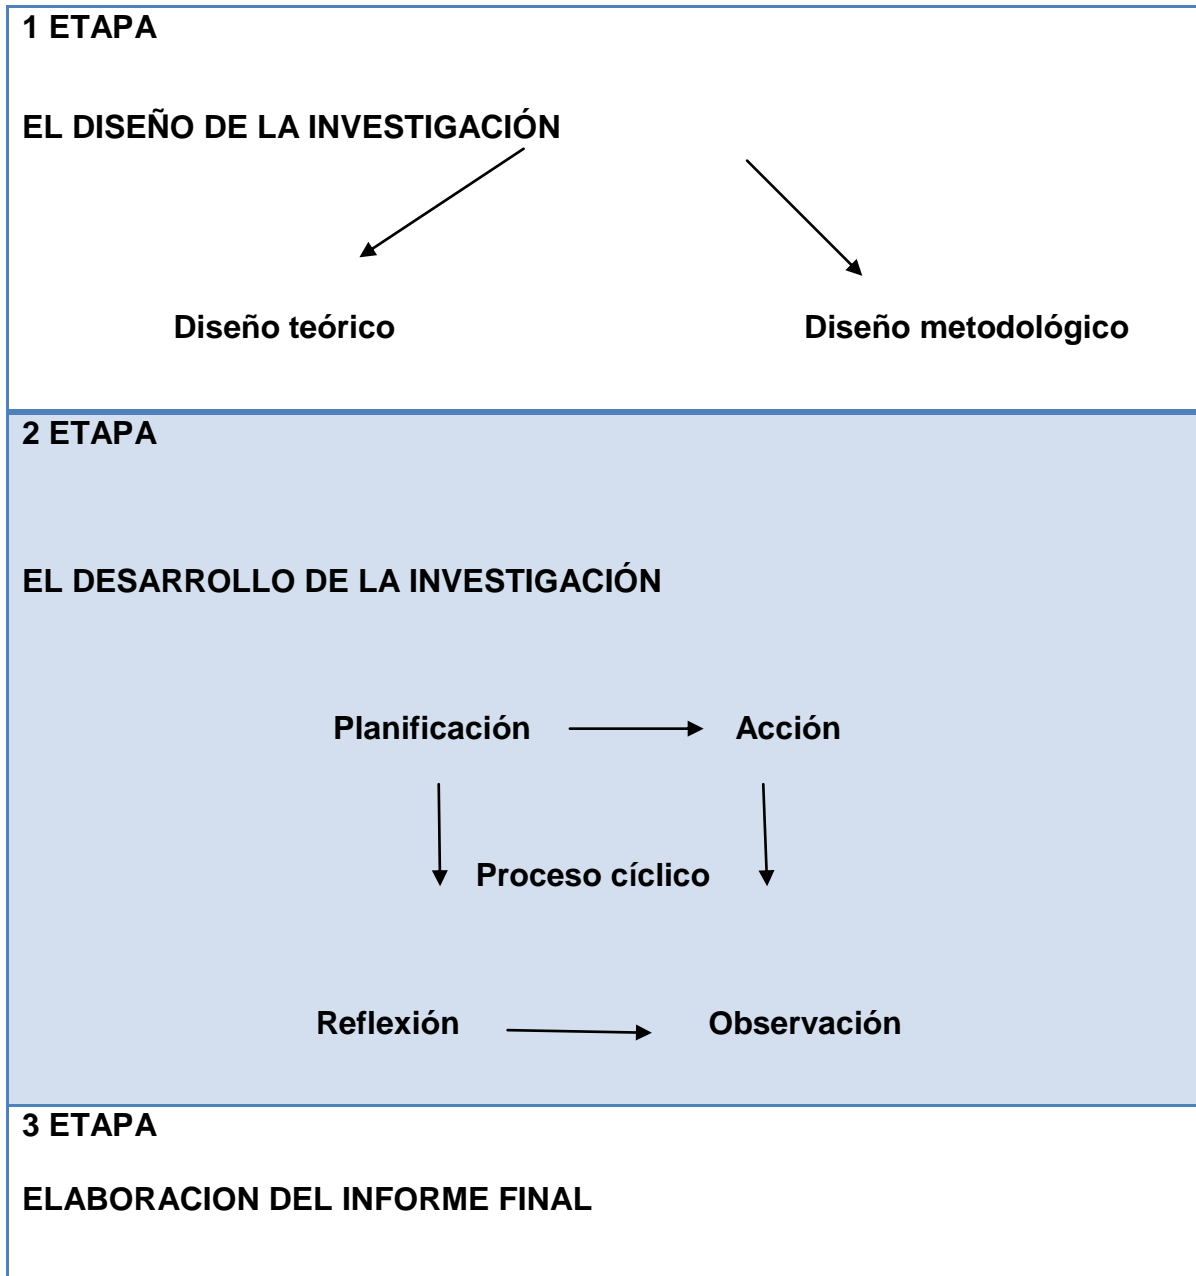 1 ETAPA
EL DISEÑO DE LA INVESTIGACIÓN
Diseño teórico
Diseño metodológico
2 ETAPA
EL DESARROLLO DE LA INVESTIGACIÓN
Planificación
Acción
Proceso cíclico
Reflexión
Observación
3 ETAPA
ELABORACION DEL INFORME FINAL